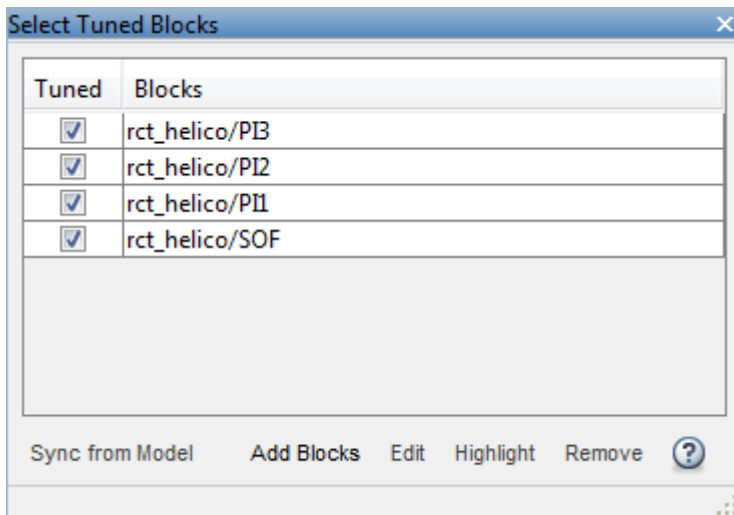 Select Tuned Blocks
Tuned Blocks
rct_helico/PI3
rct_helico/PI2
rct_helico/PI1
rct_helico/SOF
Sync from Model Add Blocks Edit Highlight Remove ?